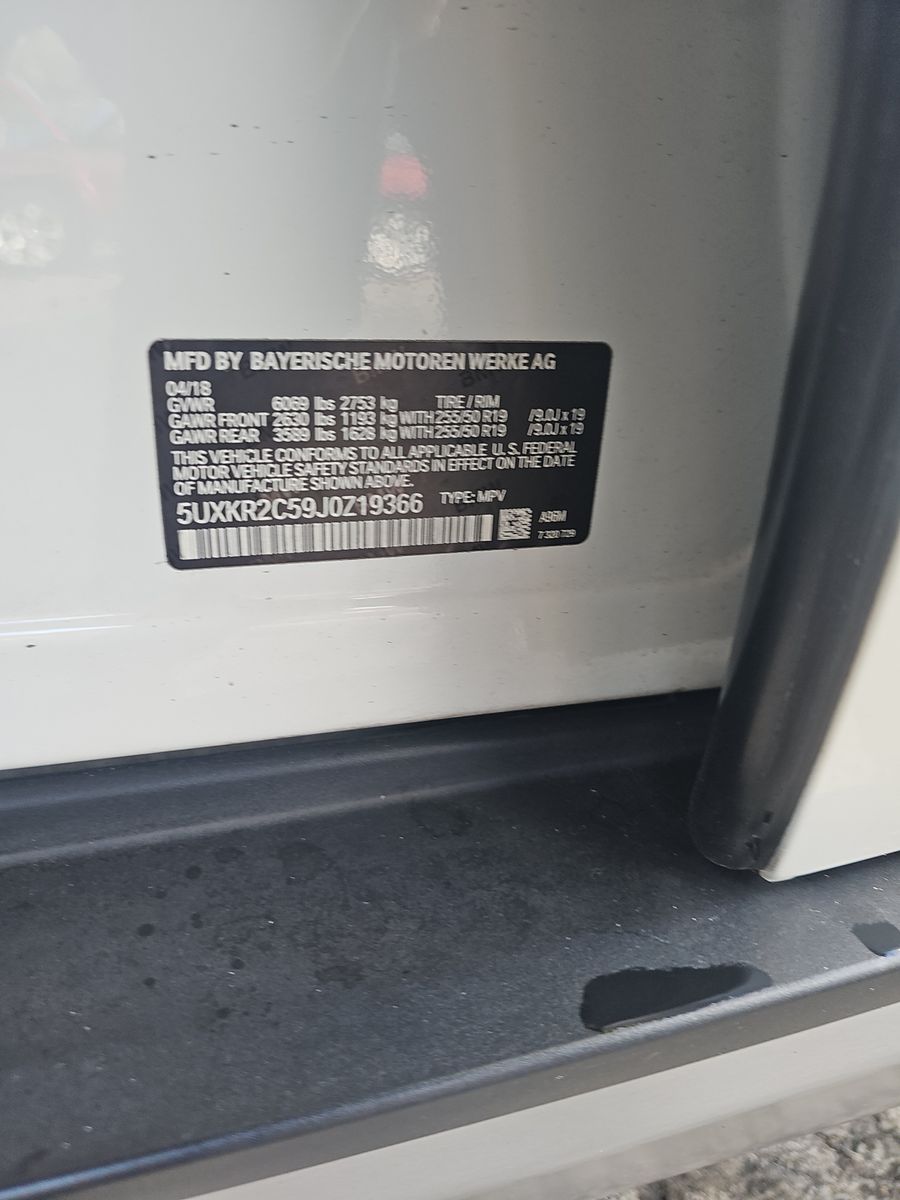 MFD BY BAYERISCHE MOTOREN WERKE AG
04/18
GVWR 6069 lbs 2753 kg TIRE / RIM
GAWR FRONT 2630 lbs 1193 kg WITH 255/50 R19 /9.0J x 19
GAWR REAR 3589 lbs 1628 kg WITH 255/50 R19 /9.0J x 19
THIS VEHICLE CONFORMS TO ALL APPLICABLE U.S. FEDERAL
MOTOR VEHICLE SAFETY STANDARDS IN EFFECT ON THE DATE
OF MANUFACTURE SHOWN ABOVE.
5UXKR2C59J0Z19366 TYPE: MPV
A96M
7 320 729